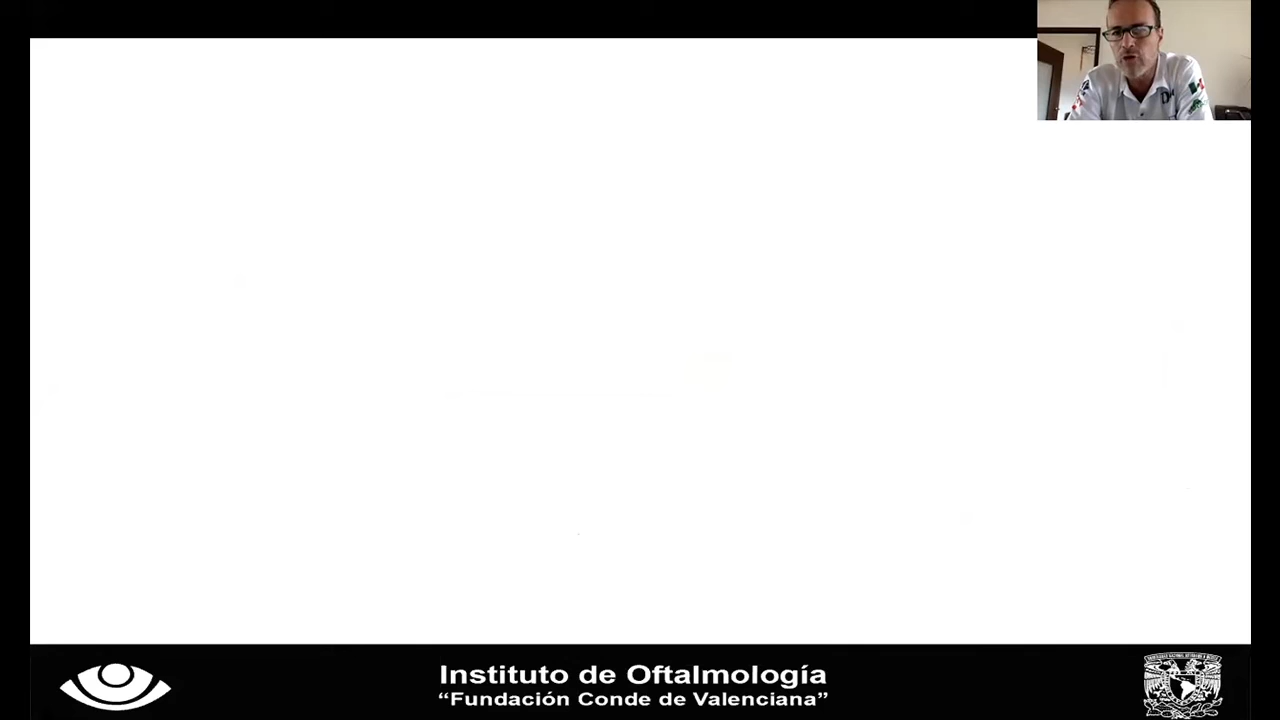 Instituto de Oftalmología
“Fundación Conde de Valenciana”